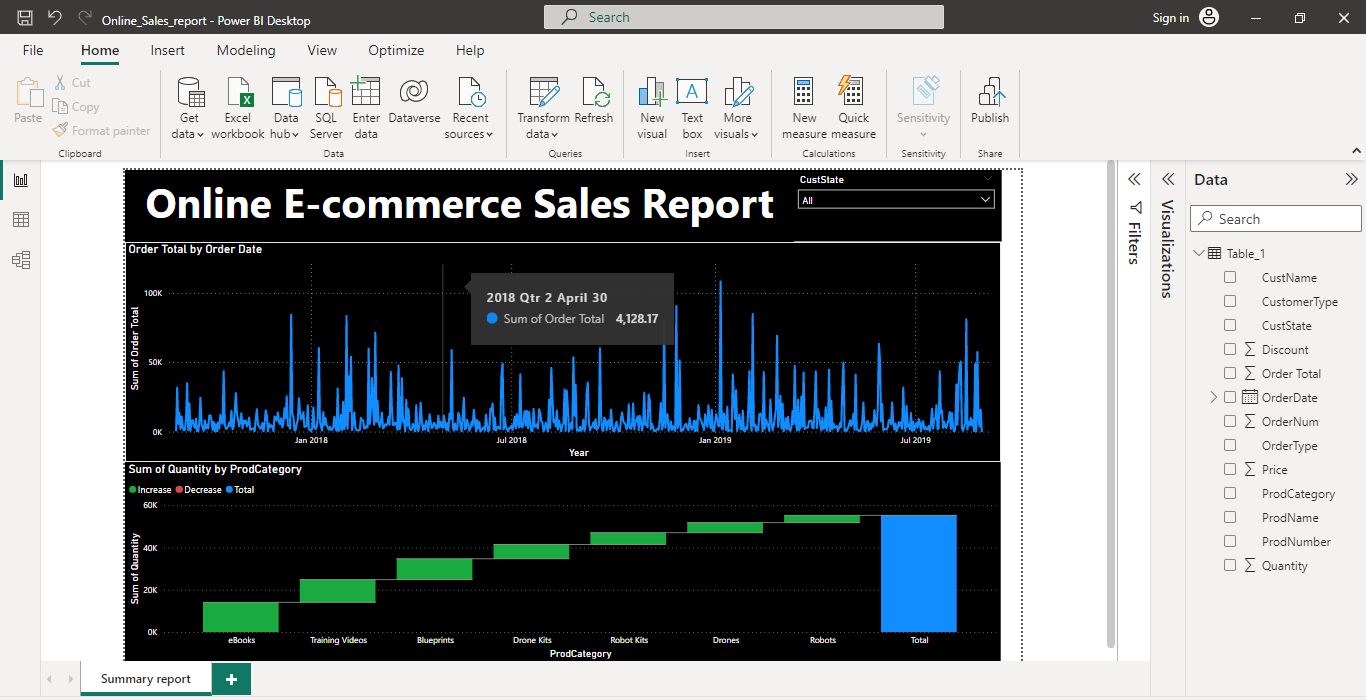 Online_Sales_report - Power BI Desktop
Search
Sign in
File Home Insert Modeling View Optimize Help
Paste
Cut
Copy
Format painter
Clipboard
Get data
Excel workbook
Data hub
SQL Server
Enter data
Dataverse
Recent sources
Data
Transform data
Refresh
Queries
New visual
Text box
More visuals
Insert
New measure
Quick measure
Calculations
Sensitivity
Sensitivity
Publish
Share
Online E-commerce Sales Report
CustState
All
Order Total by Order Date
Sum of Order Total
100K
50K
0K
2018 Qtr 2 April 30
Sum of Order Total 4,128.17
Jan 2018 Jul 2018 Jan 2019 Jul 2019
Year
Sum of Quantity by ProdCategory
Increase Decrease Total
Sum of Quantity
60K
40K
20K
0K
eBooks Training Videos Blueprints Drone Kits Robot Kits Drones Robots Total
ProdCategory
Filters
Visualizations
Data
Search
Table_1
CustName
CustomerType
CustState
Discount
Order Total
OrderDate
OrderNum
OrderType
Price
ProdCategory
ProdName
ProdNumber
Quantity
Summary report